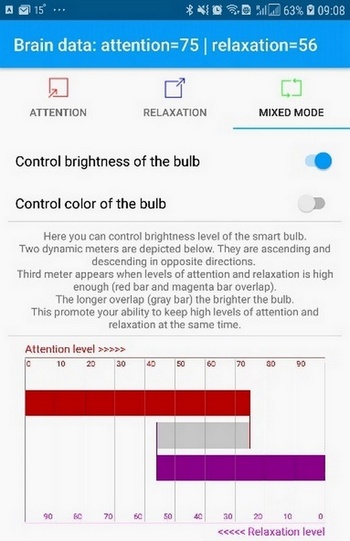 A 15° ... 63% 09:08
Brain data: attention=75 | relaxation=56
ATTENTION RELAXATION MIXED MODE
Control brightness of the bulb
Control color of the bulb
Here you can control brightness level of the smart bulb.
Two dynamic meters are depicted below. They are ascending and
descending in opposite directions.
Third meter appears when levels of attention and relaxation is high
enough (red bar and magenta bar overlap).
The longer overlap (gray bar) the brighter the bulb.
This promote your ability to keep high levels of attention and
relaxation at the same time.
Attention level >>>>>
0 10 20 30 40 50 60 70 80 90
90 80 70 60 50 40 30 20 10 0
<<<<< Relaxation level